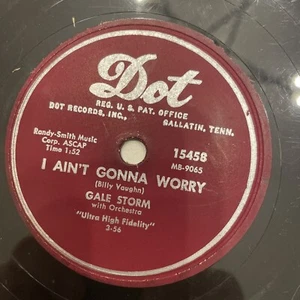 Dot
REG. U. S. PAT. OFFICE
DOT RECORDS, INC., GALLATIN, TENN.
Randy-Smith Music
Corp. ASCAP
Time 1:52
15458
MB-9065
I AIN'T GONNA WORRY
(Billy Vaughn)
GALE STORM
with Orchestra
"Ultra High Fidelity"
3-56